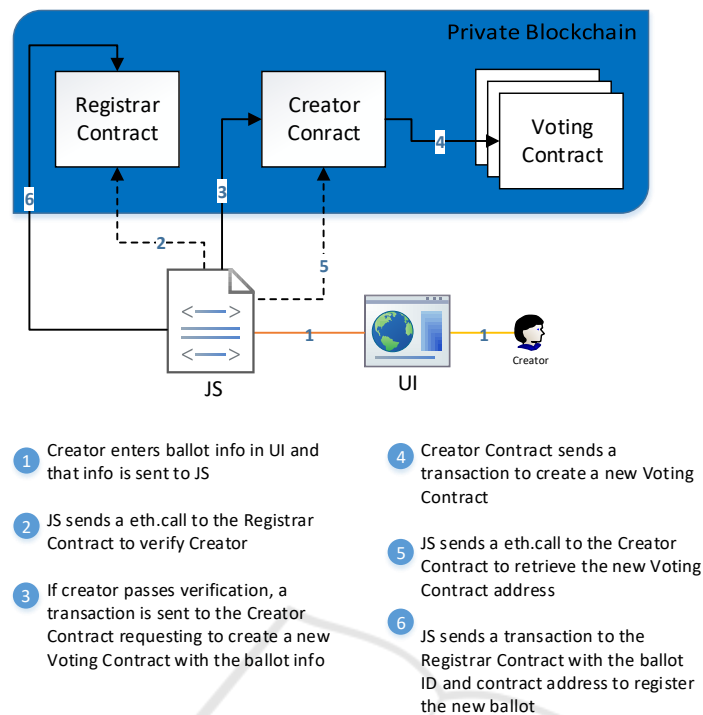 Private Blockchain
Registrar
Contract
Creator
Conract
Voting
Contract
4
3
6
2
5
1
1
Creator
JS
UI
1
Creator enters ballot info in UI and
that info is sent to JS
2
JS sends a eth.call to the Registrar
Contract to verify Creator
3
If creator passes verification, a
transaction is sent to the Creator
Contract requesting to create a new
Voting Contract with the ballot info
4
Creator Contract sends a
transaction to create a new Voting
Contract
5
JS sends a eth.call to the Creator
Contract to retrieve the new Voting
Contract address
6
JS sends a transaction to the
Registrar Contract with the ballot
ID and contract address to register
the new ballot